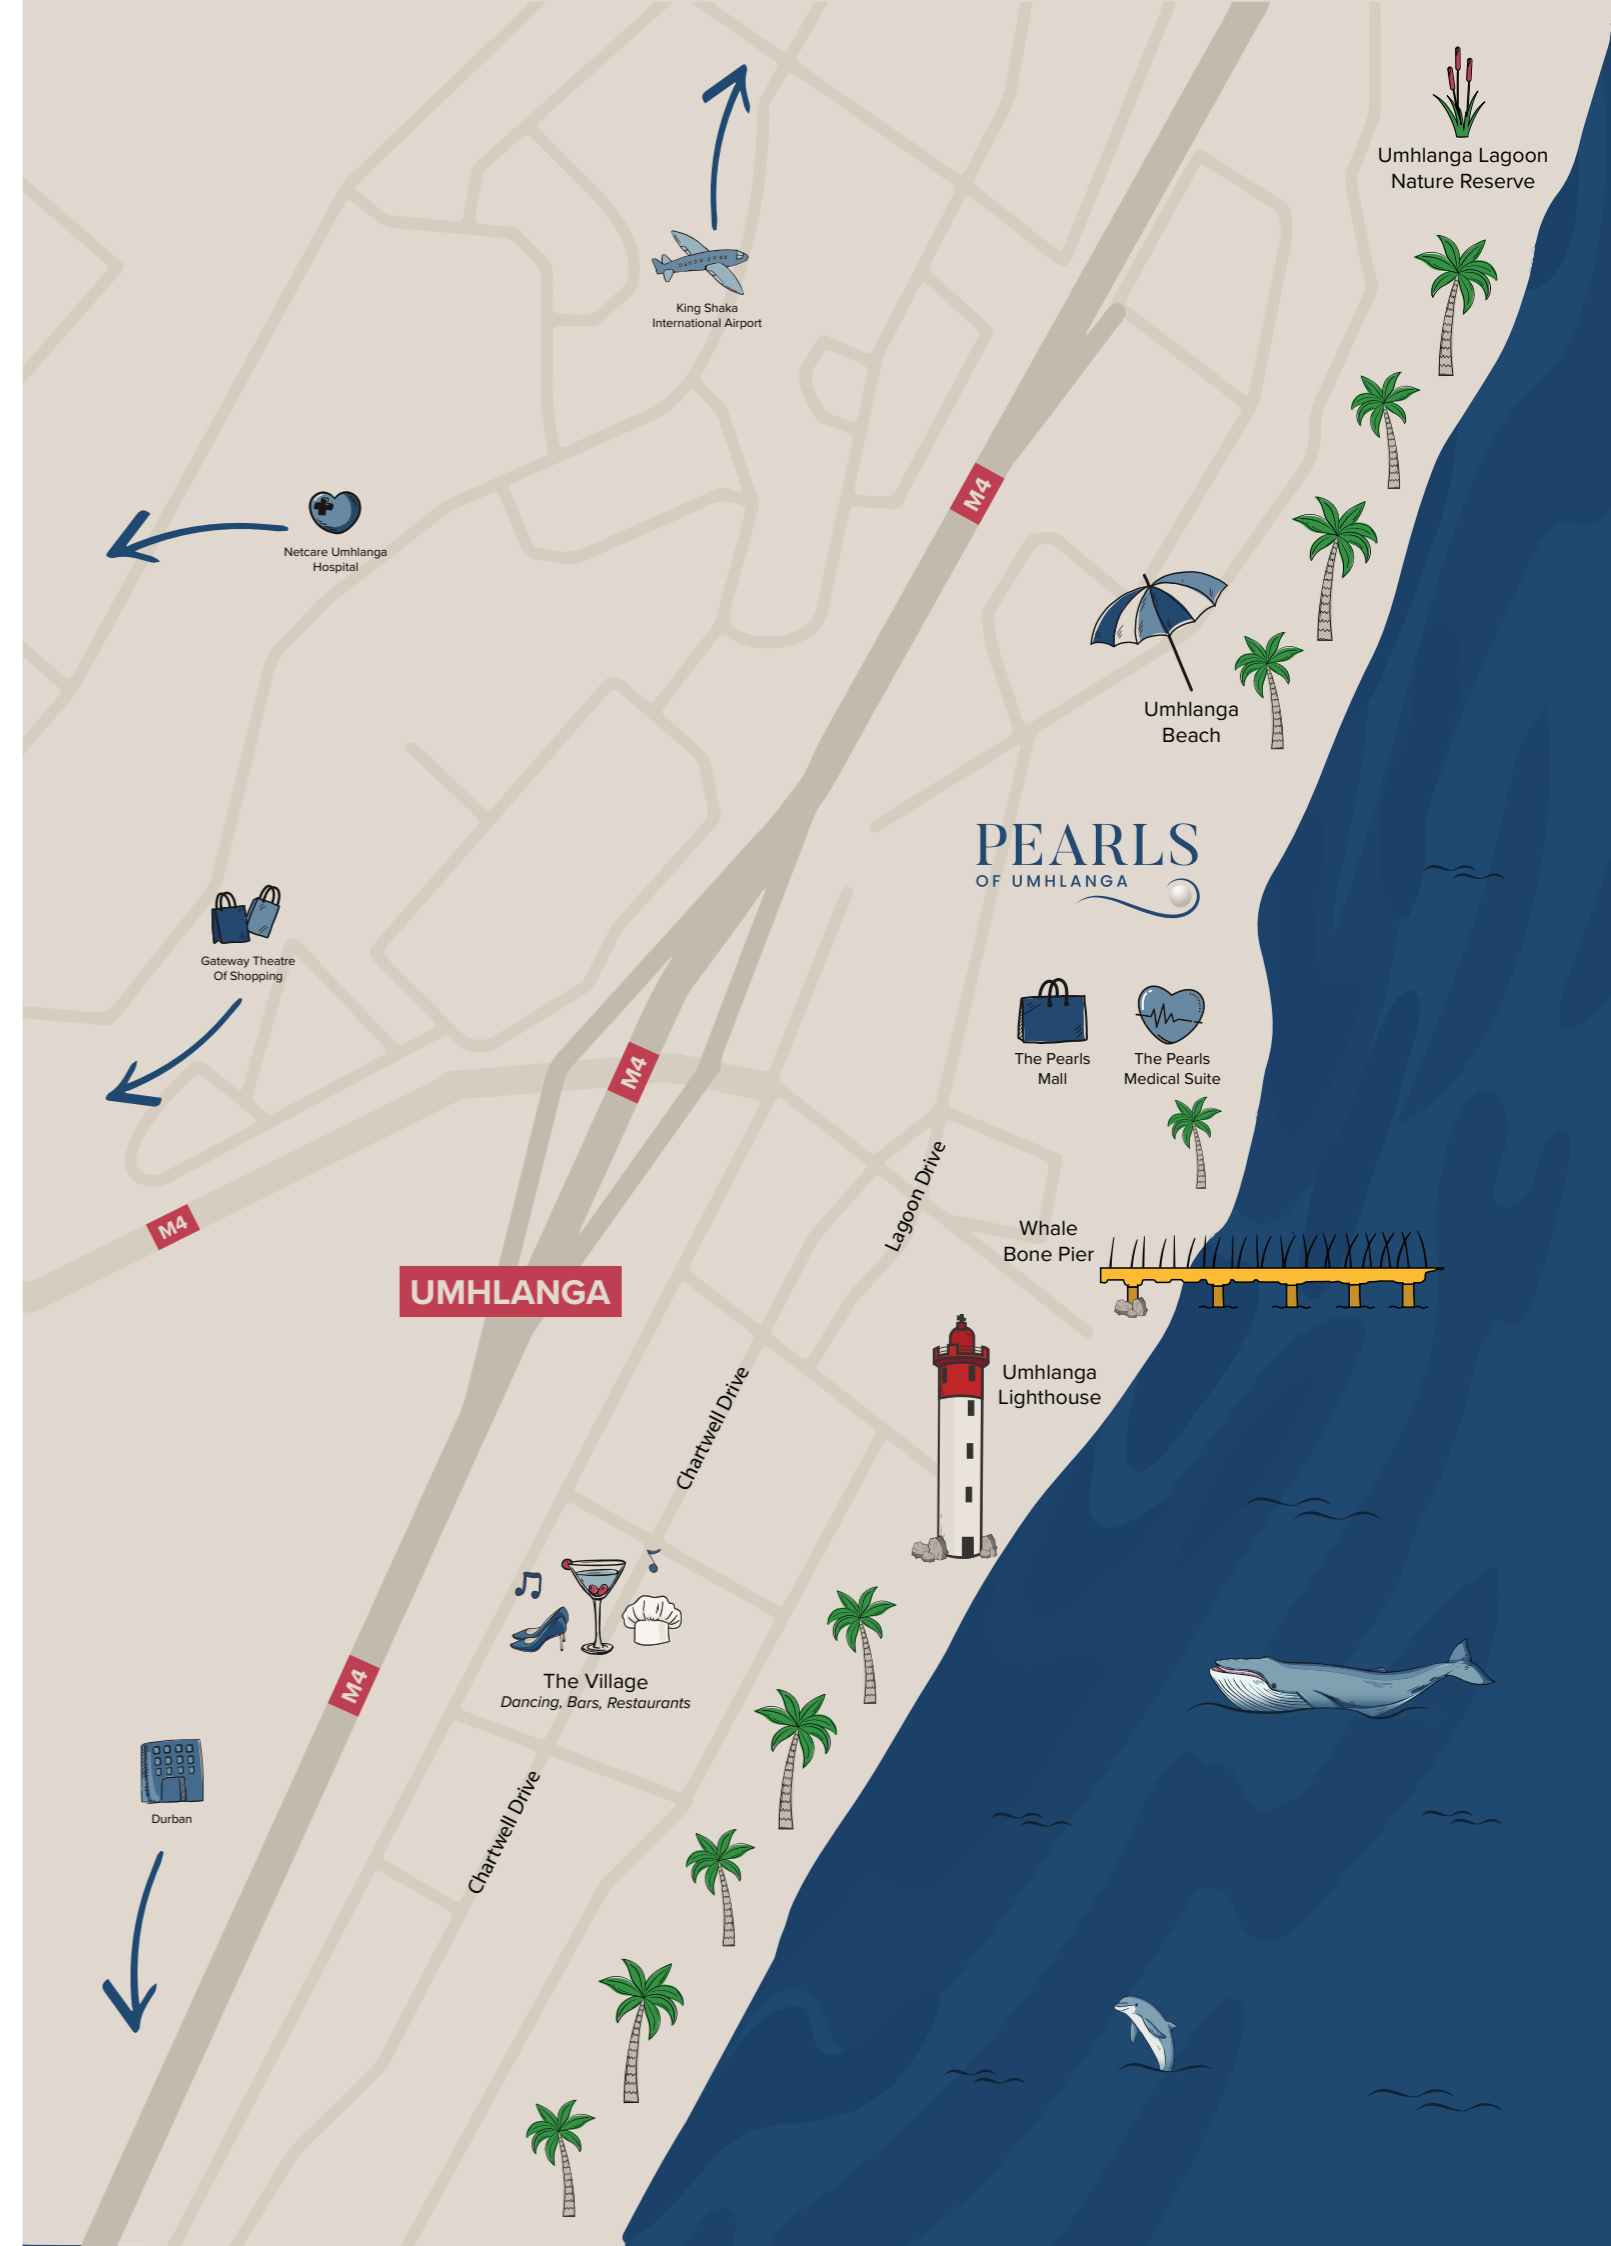 Umhlanga Lagoon
Nature Reserve
King Shaka
International Airport
M4
Netcare Umhlanga
Hospital
Umhlanga
Beach
PEARLS
OF UMHLANGA
Gateway Theatre
Of Shopping
The Pearls
Mall
The Pearls
Medical Suite
M4
Lagoon Drive
M4
Whale
Bone Pier
UMHLANGA
Umhlanga
Lighthouse
Chartwell Drive
The Village
Dancing, Bars, Restaurants
M4
Durban
Chartwell Drive